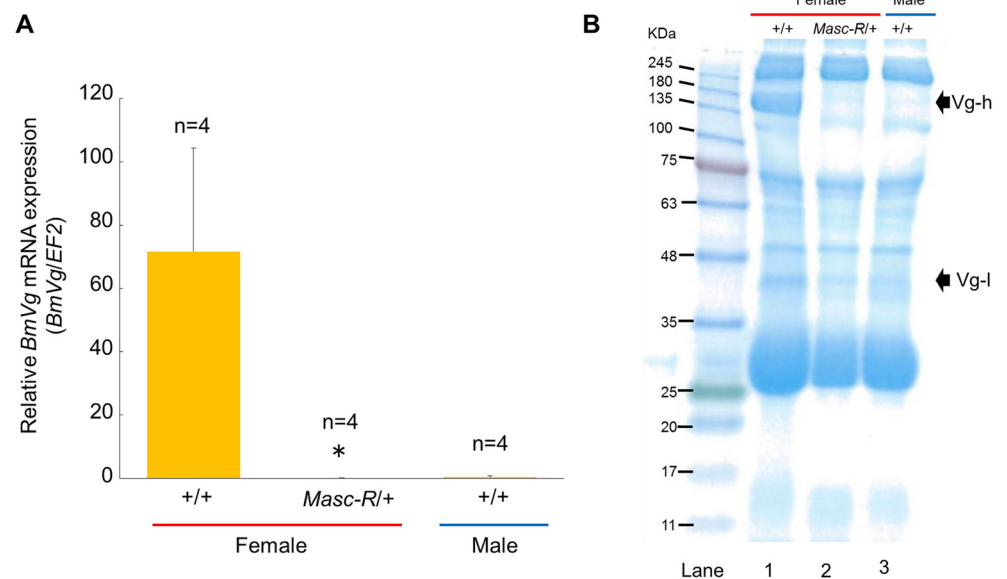 A
Relative BmVg mRNA expression
(BmVg/EF2)
120
100
80
60
40
20
0
n=4
n=4
*
n=4
+/+
Masc-R/+
+/+
Female
Male
B
Female
Male
KDa
+/+
Masc-R/+
+/+
245
180
135
100
75
63
48
35
25
20
17
11
Vg-h
Vg-l
Lane
1
2
3